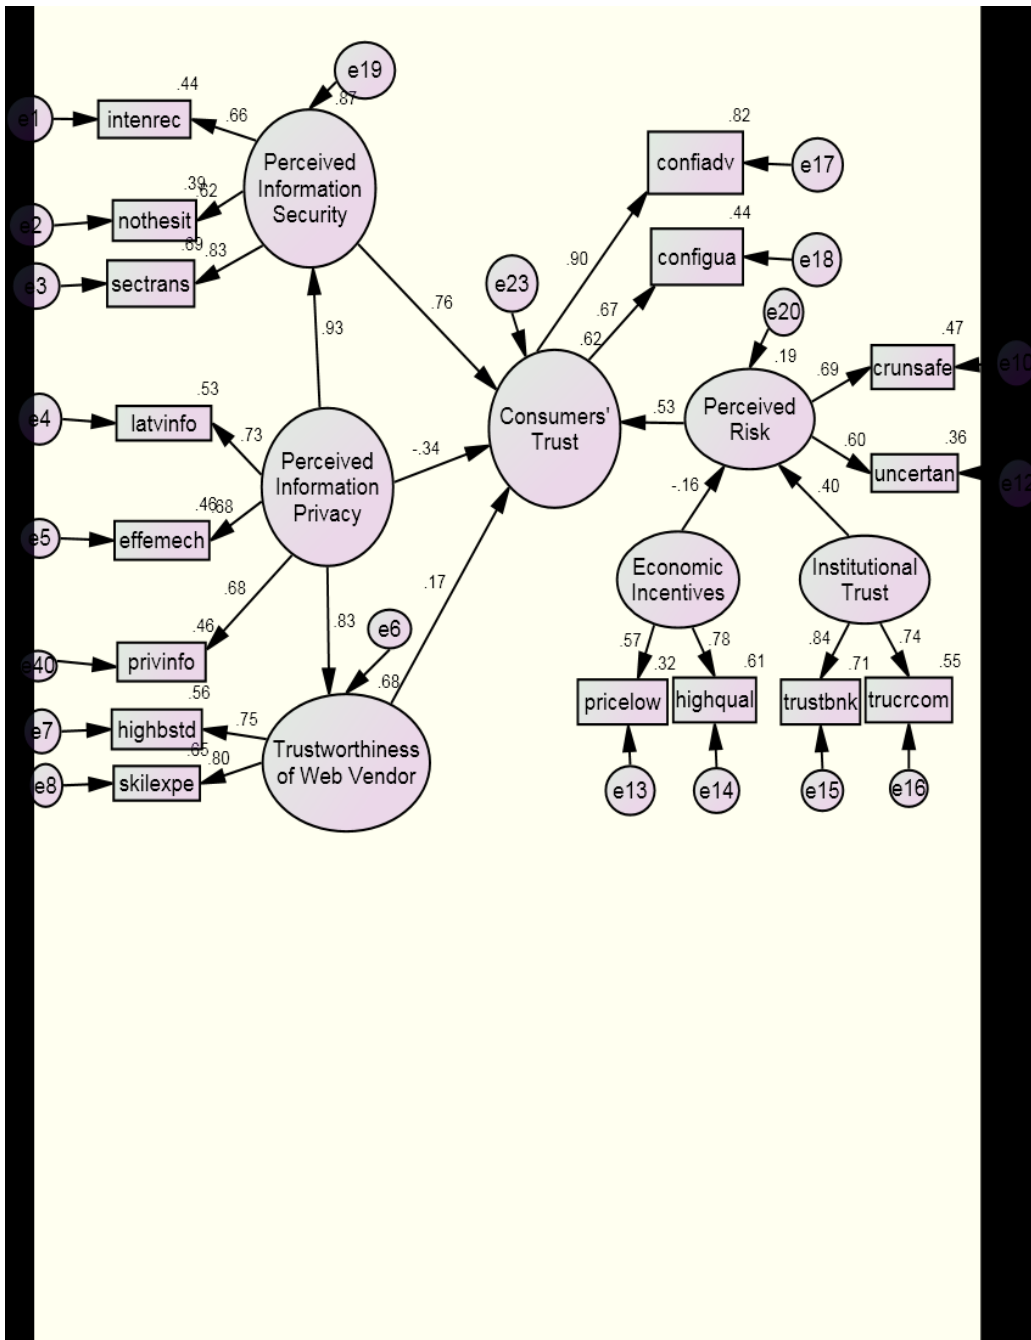 e19
.44
.87
e1
intenrec
.66
.82
Perceived
Information
Security
confiadv
e17
.39
.62
e2
nothesit
.44
.69
.83
configua
e18
e3
sectrans
.90
e23
.76
.67
e20
.93
.62
.47
.19
.69
crunsafe
e10
.53
e4
latvinfo
.73
Consumers'
Trust
.53
Perceived
Risk
.60
.36
-.34
Perceived
Information
Privacy
uncertan
e12
-.16
.40
.46
.68
e5
effemech
Economic
Incentives
Institutional
Trust
.17
.68
.83
e6
.46
.57
.78
.84
.74
e40
privinfo
.32
.61
.71
.55
.56
.68
pricelow
highqual
trustbnk
trucrcom
e7
highbstd
.75
Trustworthiness
of Web Vendor
.65
.80
e8
skilexpe
e13
e14
e15
e16